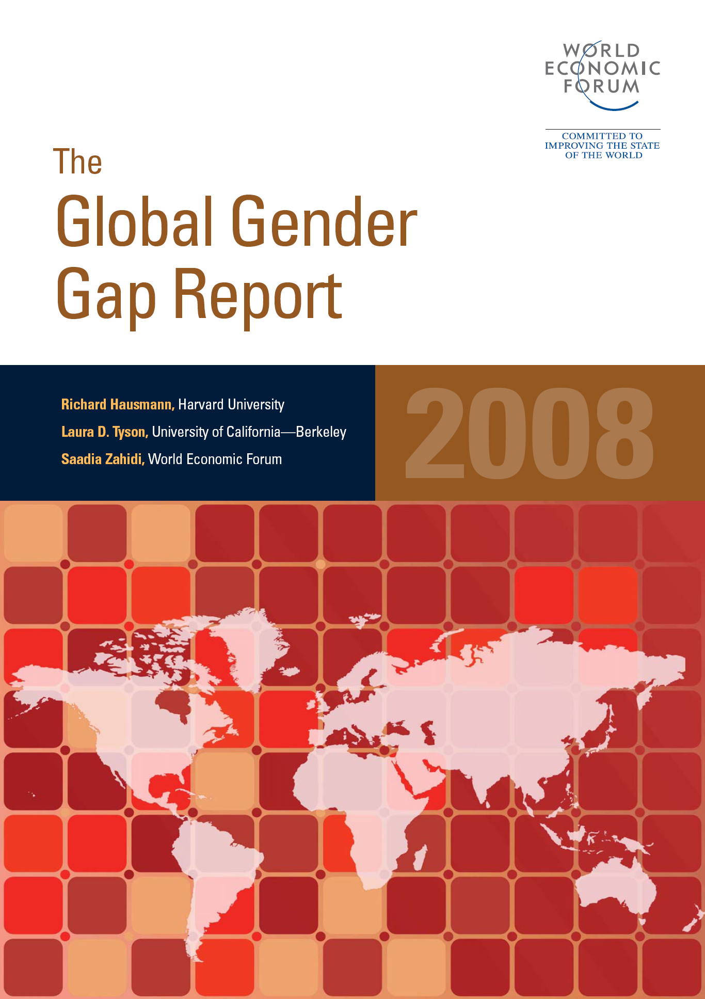 WORLD
ECONOMIC
FORUM
COMMITTED TO
IMPROVING THE STATE
OF THE WORLD
The
Global Gender
Gap Report
Richard Hausmann, Harvard University
Laura D. Tyson, University of California—Berkeley
Saadia Zahidi, World Economic Forum
2008